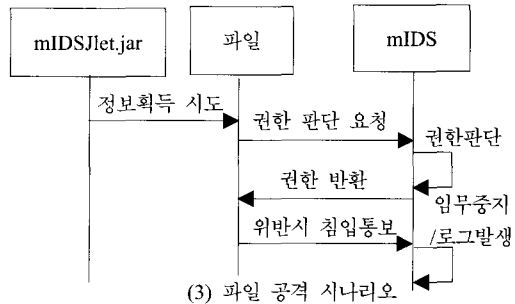 mIDSJlet.jar
파일
mIDS
정보획득 시도
권한 판단 요청
권한판단
권한 반환
임무중지
위반시 침입통보
/로그발생
(3) 파일 공격 시나리오